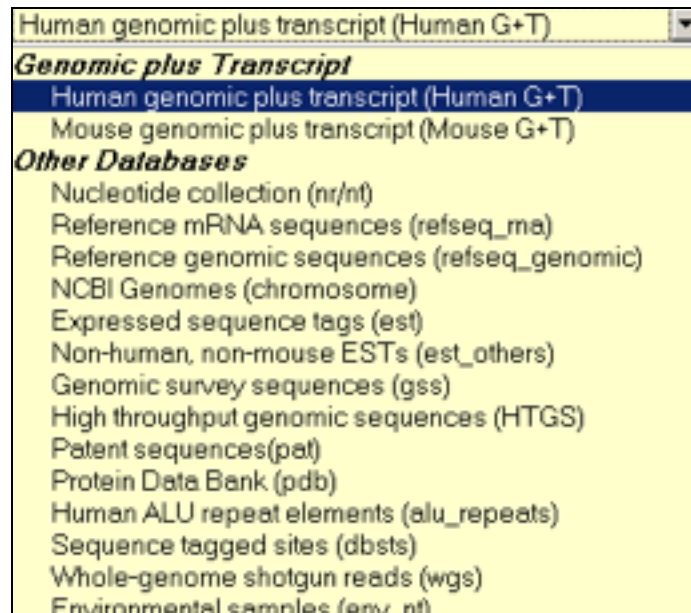 Human genomic plus transcript (Human G+T)
Genomic plus Transcript
Human genomic plus transcript (Human G+T)
Mouse genomic plus transcript (Mouse G+T)
Other Databases
Nucleotide collection (nr/nt)
Reference mRNA sequences (refseq_rna)
Reference genomic sequences (refseq_genomic)
NCBI Genomes (chromosome)
Expressed sequence tags (est)
Non-human, non-mouse ESTs (est_others)
Genomic survey sequences (gss)
High throughput genomic sequences (HTGS)
Patent sequences(pat)
Protein Data Bank (pdb)
Human ALU repeat elements (alu_repeats)
Sequence tagged sites (dbsts)
Whole-genome shotgun reads (wgs)
Environmental samples (env_nt)